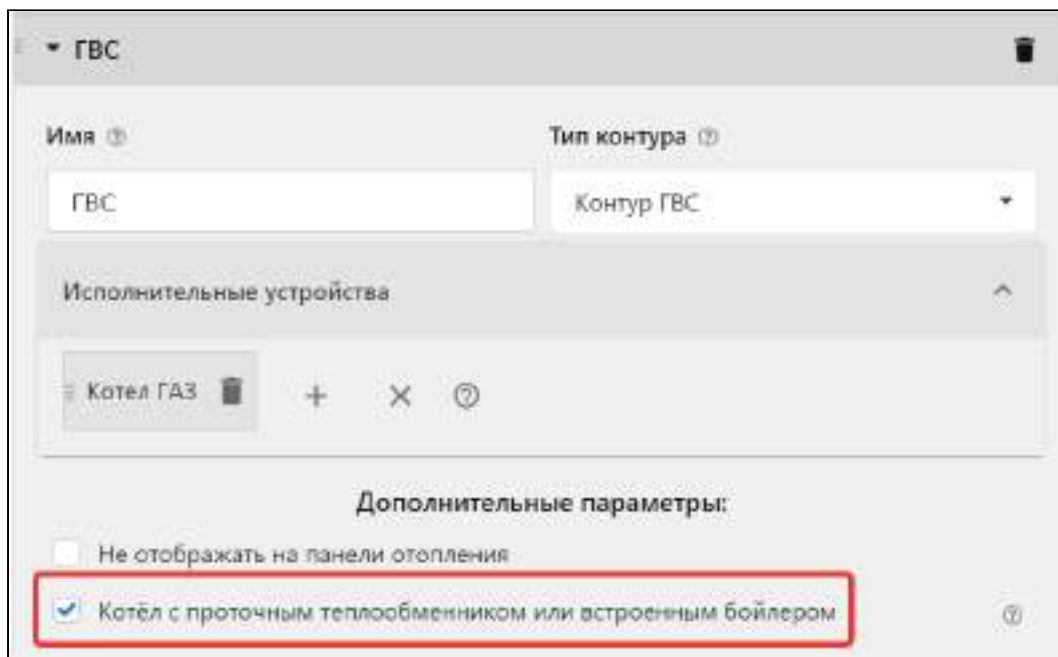 ГВС
Имя
Тип контура
ГВС
Контур ГВС
Исполнительные устройства
Котел ГАЗ
Дополнительные параметры:
Не отображать на панели отопления
Котёл с проточным теплообменником или встроенным бойлером